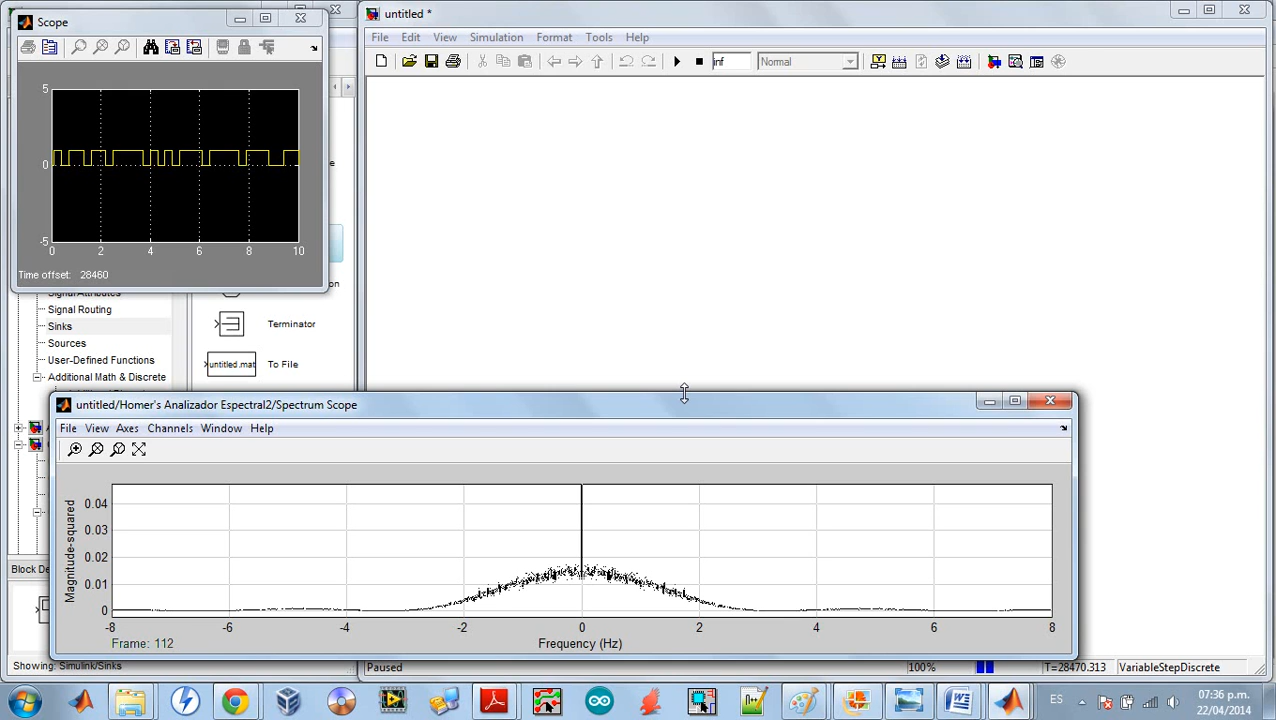 Scope
5
0
-5
0
2
4
6
8
10
Time offset: 28460
untitled *
File Edit View Simulation Format Tools Help
inf
Normal
Signal Routing
Sinks
Sources
User-Defined Functions
Additional Math & Discrete
Terminator
untitled.mat
To File
untitled/Homer's Analizador Espectral2/Spectrum Scope
File View Axes Channels Window Help
Magnitude-squared
0.04
0.03
0.02
0.01
0
-8
-6
-4
-2
0
2
4
6
8
Frame: 112
Frequency (Hz)
Block De
Showing: Simulink/Sinks
Paused
100%
T=28470.313
VariableStepDiscrete
ES
07:36 p.m.
22/04/2014